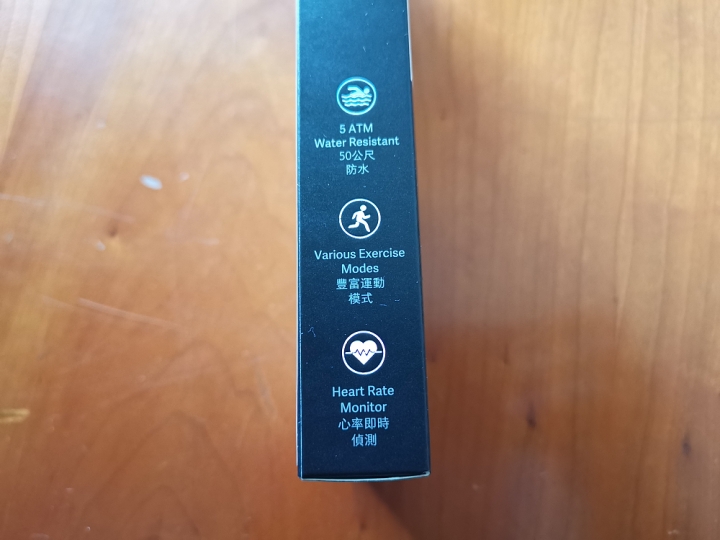 5 ATM
Water Resistant
50公尺
防水
Various Exercise
Modes
豐富運動
模式
Heart Rate
Monitor
心率即時
偵測